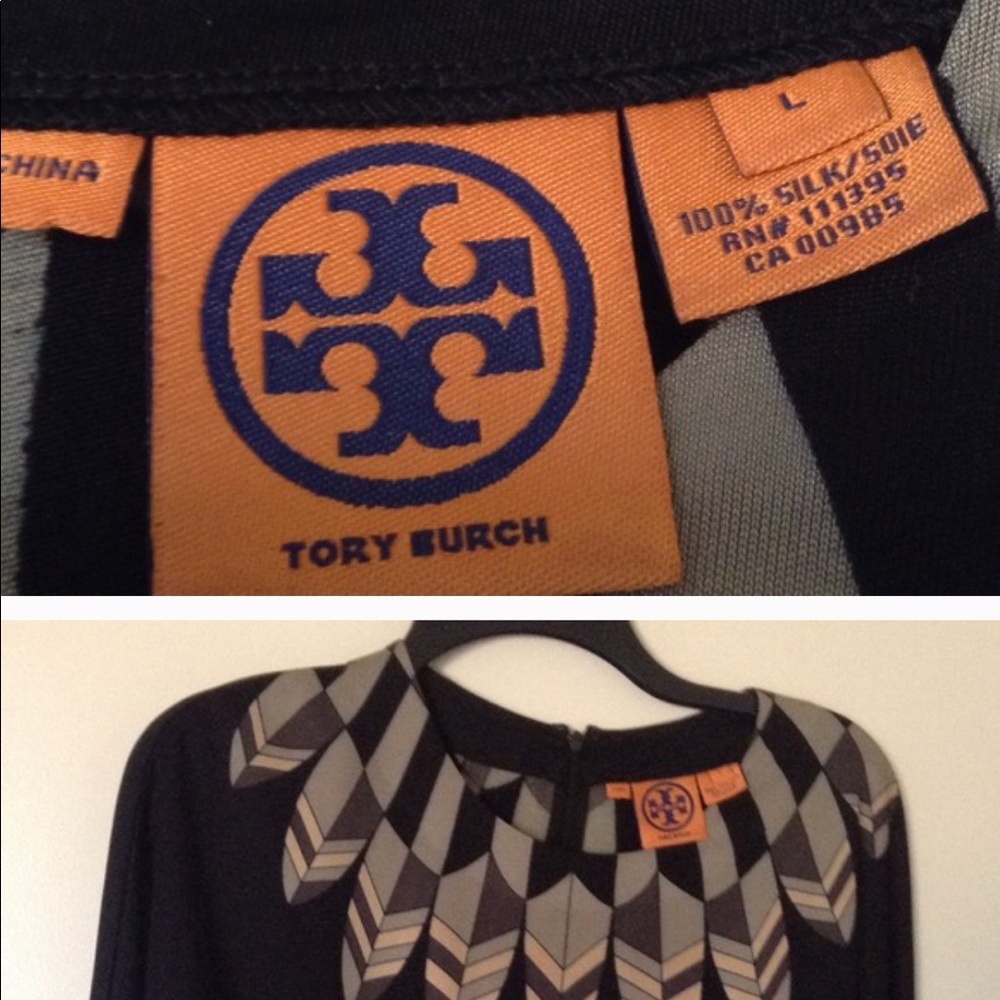 CHINA
TORY BURCH
L
100% SILK/SOIE
RN# 111395
CA 00985